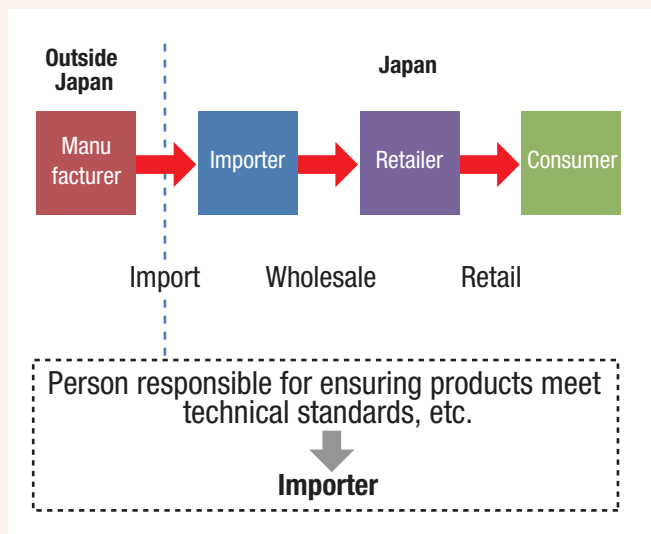 Outside
Japan
Japan
Manu
facturer
Importer
Retailer
Consumer
Import
Wholesale
Retail
Person responsible for ensuring products meet
technical standards, etc.
Importer